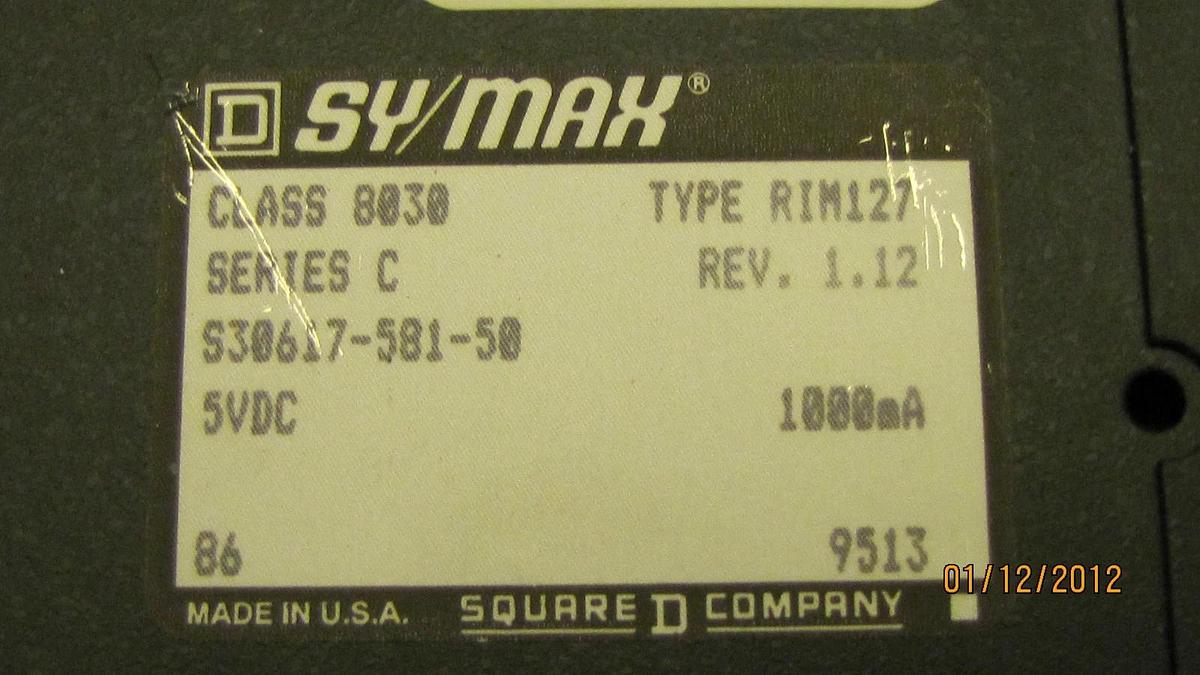 D SY/MAX®
CLASS 8030 TYPE RIM127
SERIES C REV. 1.12
S30617-581-50
5VDC 1000mA
86 9513
01/12/2012
MADE IN U.S.A. SQUARE D COMPANY